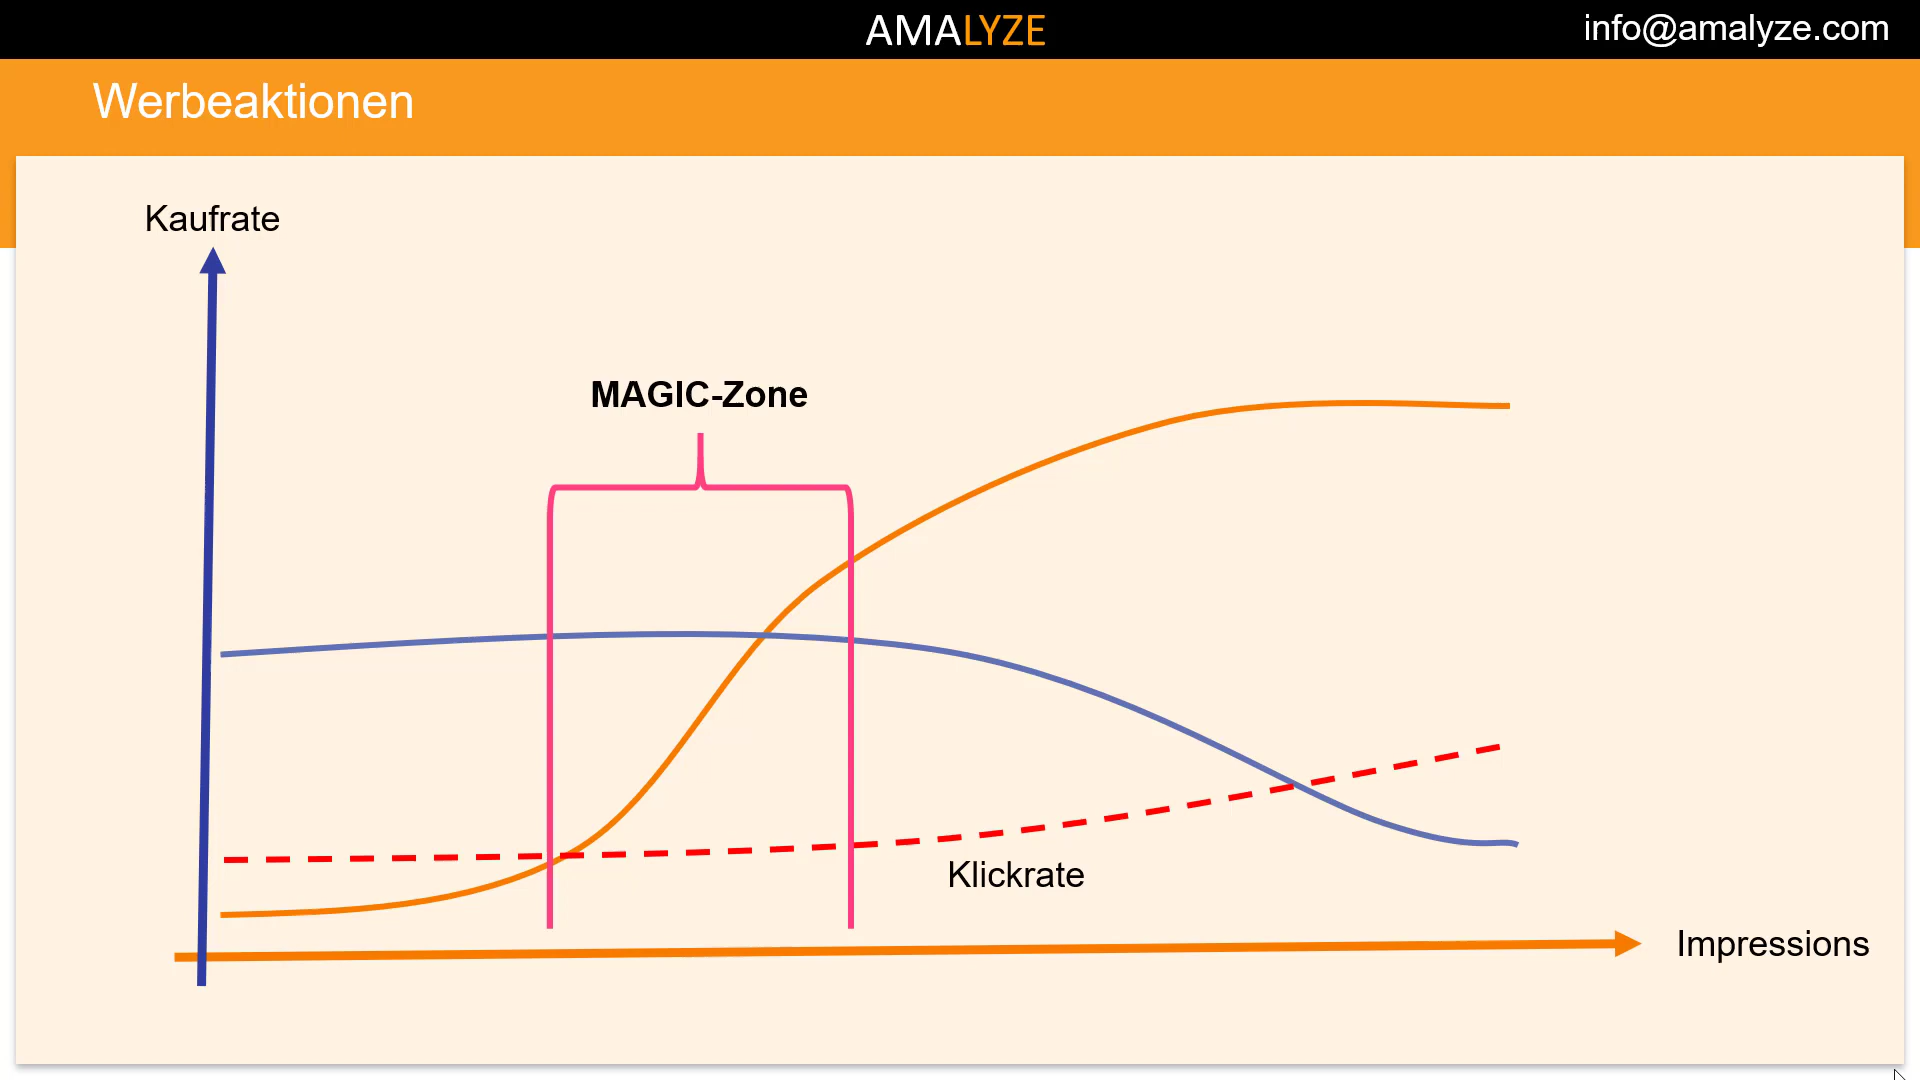 AMALYZE
info@amalyze.com
Werbeaktionen
Kaufrate
MAGIC-Zone
Klickrate
Impressions